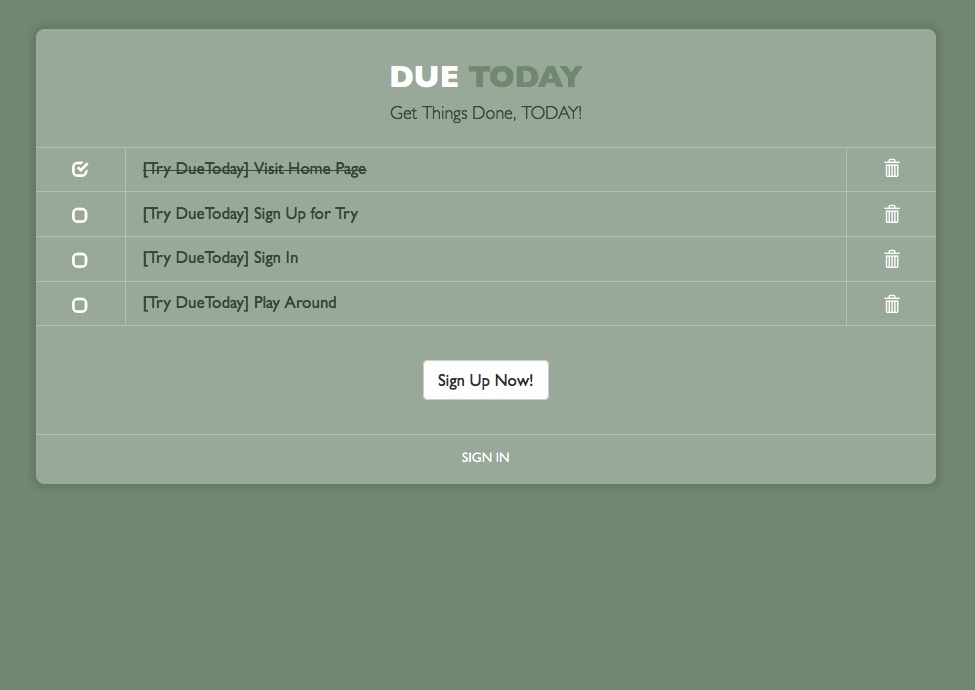 DUE TODAY
Get Things Done, TODAY!
[Try DueToday] Visit Home Page
[Try DueToday] Sign Up for Try
[Try DueToday] Sign In
[Try DueToday] Play Around
Sign Up Now!
SIGN IN